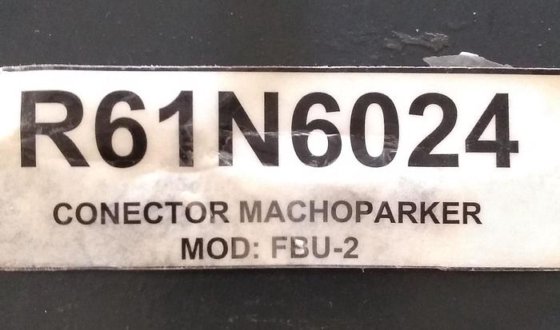 R61N6024
CONECTOR MACHOPARKER
MOD: FBU-2